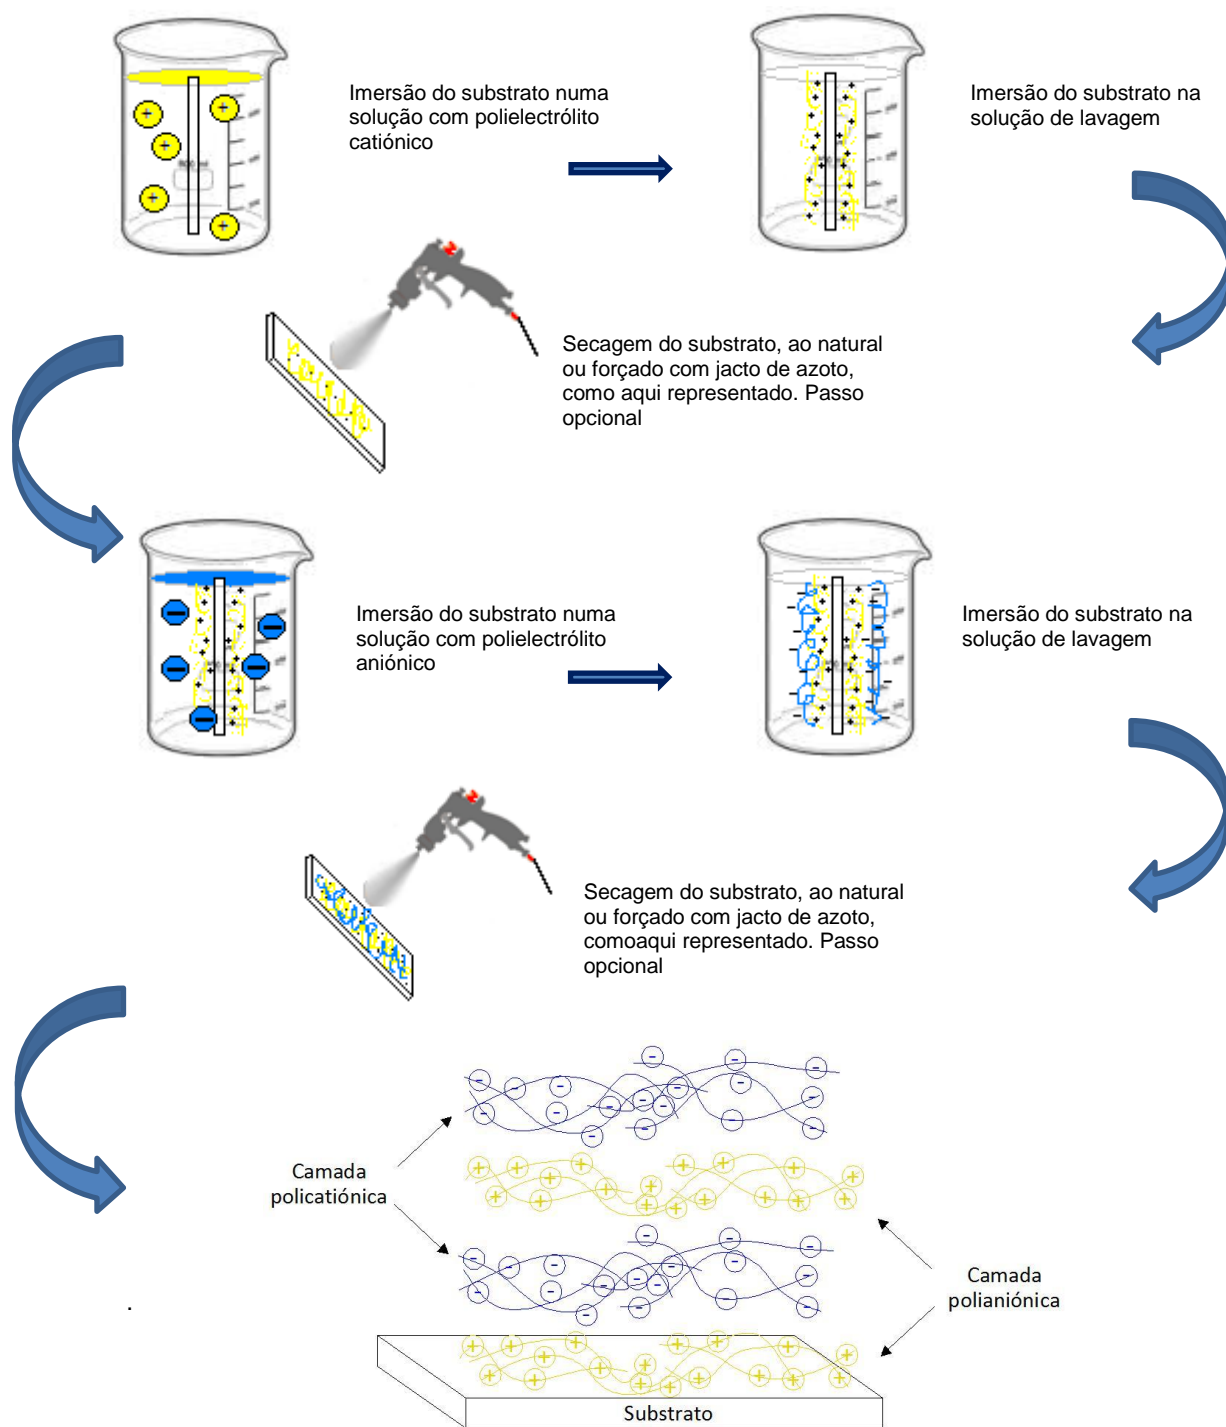 Imersão do substrato numa
solução com polielectrólito
catiónico
Imersão do substrato na
solução de lavagem
Secagem do substrato, ao natural
ou forçado com jacto de azoto,
como aqui representado. Passo
opcional
Imersão do substrato numa
solução com polielectrólito
aniónico
Imersão do substrato na
solução de lavagem
Secagem do substrato, ao natural
ou forçado com jacto de azoto,
comoaqui representado. Passo
opcional
Camada
policatiónica
Camada
polianiónica
.
Substrato